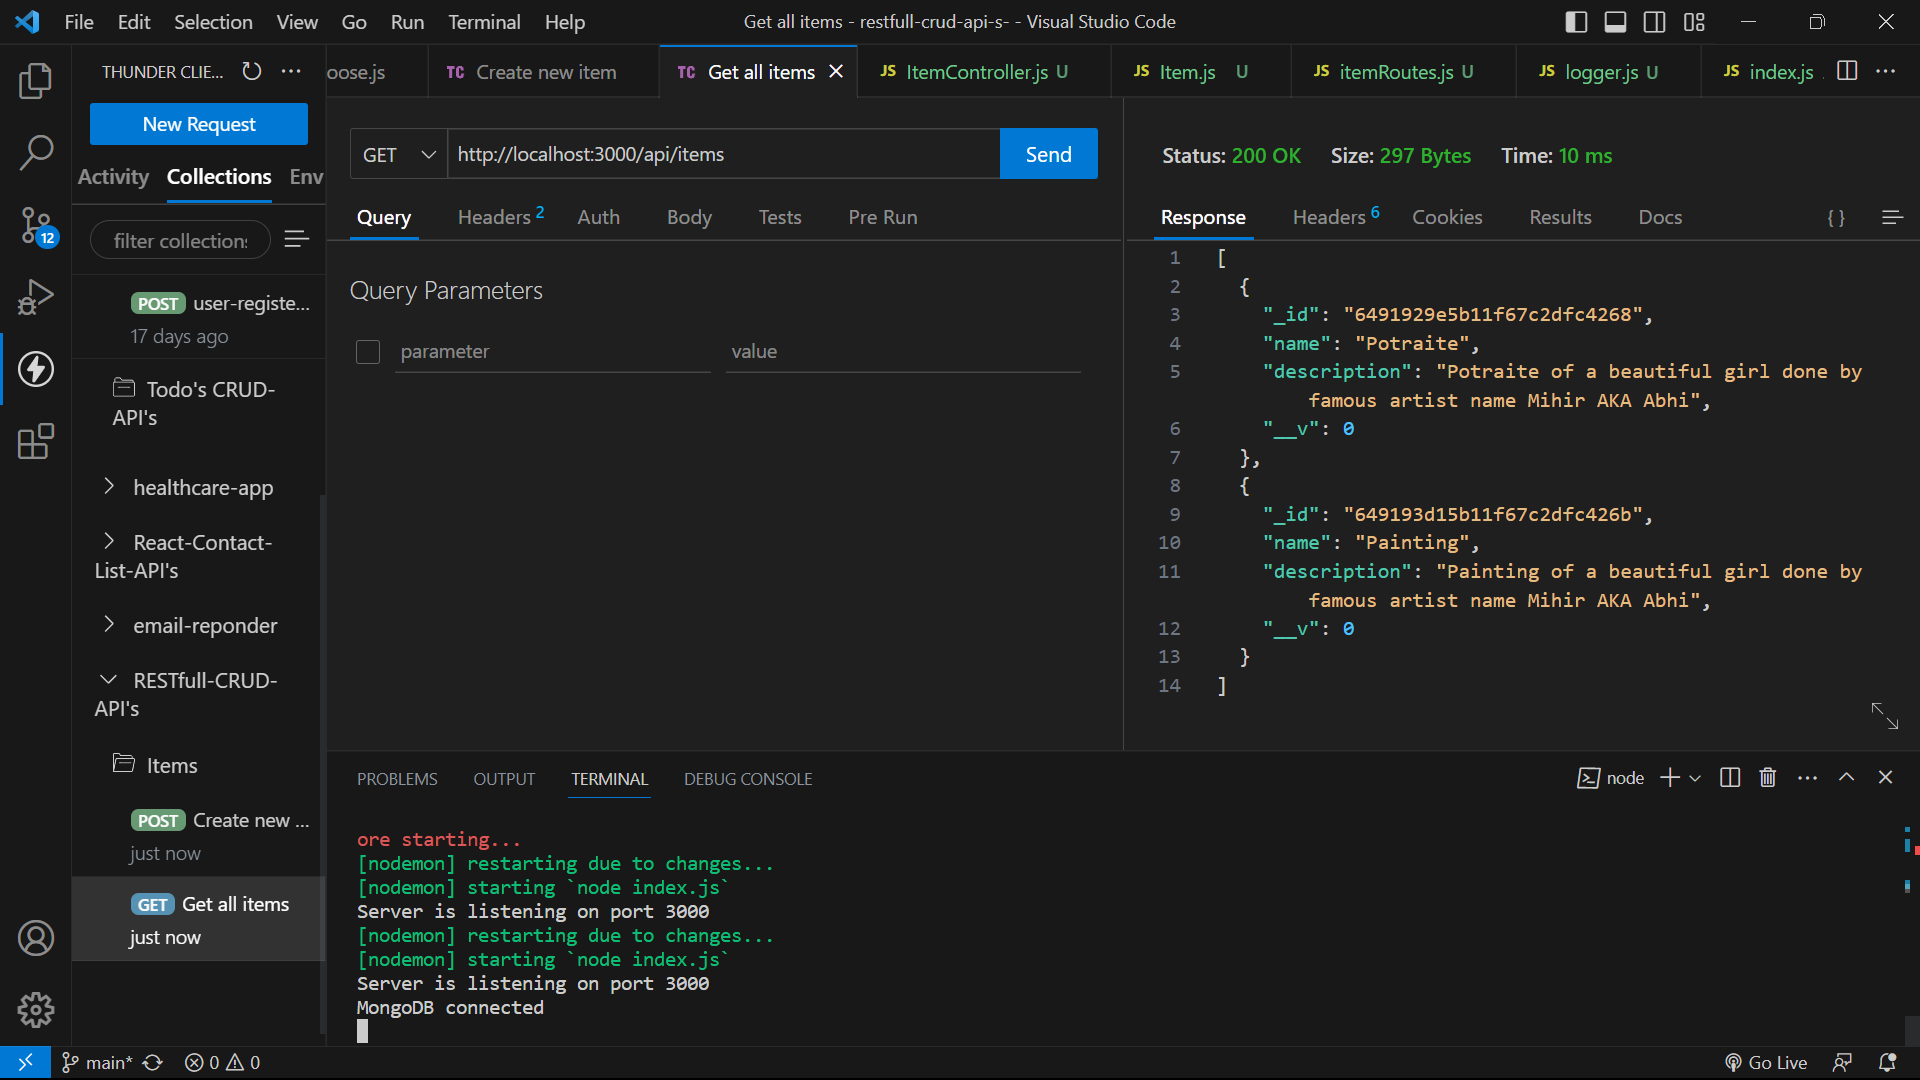 File Edit Selection View Go Run Terminal Help
Get all items - restfull-crud-api-s- - Visual Studio Code
THUNDER CLIE...
oose.js
TC Create new item
TC Get all items
JS ItemController.js U
JS Item.js U
JS itemRoutes.js U
JS logger.js U
JS index.js
New Request
Activity Collections Env
filter collections
POST user-registe...
17 days ago
Todo's CRUD-
API's
healthcare-app
React-Contact-
List-API's
email-reponder
RESTfull-CRUD-
API's
Items
POST Create new ...
just now
GET Get all items
just now
12
GET http://localhost:3000/api/items Send
Query Headers 2 Auth Body Tests Pre Run
Query Parameters
parameter value
Status: 200 OK Size: 297 Bytes Time: 10 ms
Response Headers 6 Cookies Results Docs { }
1 [
2 {
3 "_id": "6491929e5b11f67c2dfc4268",
4 "name": "Potraite",
5 "description": "Potraite of a beautiful girl done by
famous artist name Mihir AKA Abhi",
6 "__v": 0
7 },
8 {
9 "_id": "649193d15b11f67c2dfc426b",
10 "name": "Painting",
11 "description": "Painting of a beautiful girl done by
famous artist name Mihir AKA Abhi",
12 "__v": 0
13 }
14 ]
PROBLEMS OUTPUT TERMINAL DEBUG CONSOLE
node
ore starting...
[nodemon] restarting due to changes...
[nodemon] starting `node index.js`
Server is listening on port 3000
[nodemon] restarting due to changes...
[nodemon] starting `node index.js`
Server is listening on port 3000
MongoDB connected
main* 0 0
Go Live